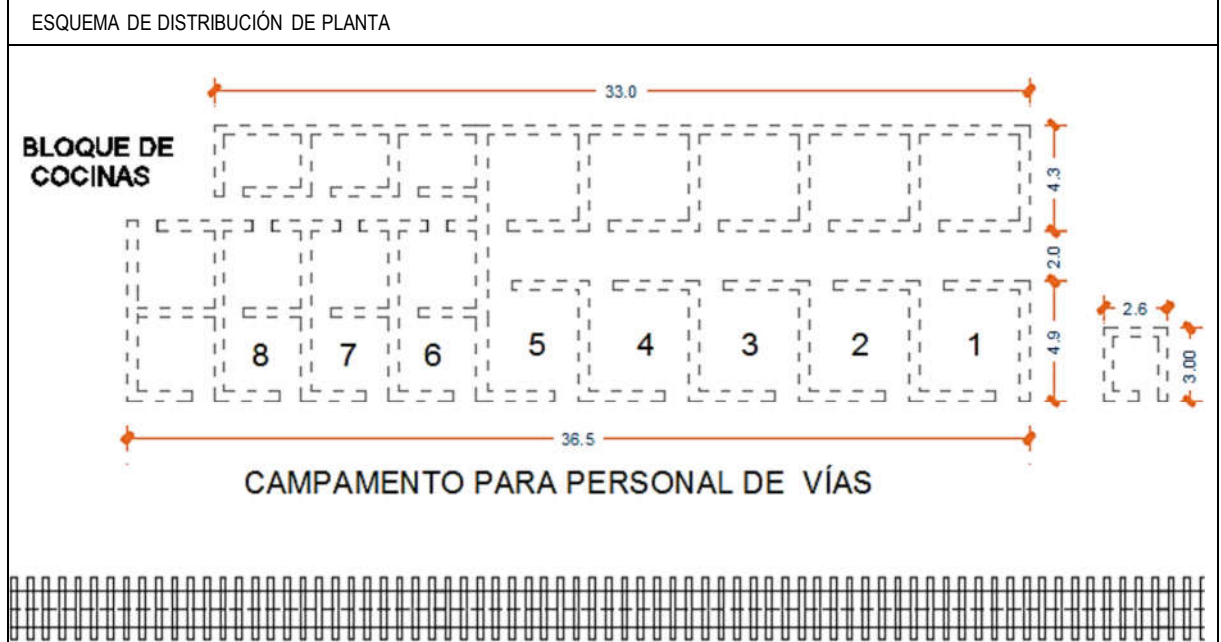 ESQUEMA DE DISTRIBUCIÓN DE PLANTA
33.0
BLOQUE DE
COCINAS
4.3
2.0
2.6
8 7 6 5 4 3 2 1
4.9
3.00
36.5
CAMPAMENTO PARA PERSONAL DE VÍAS